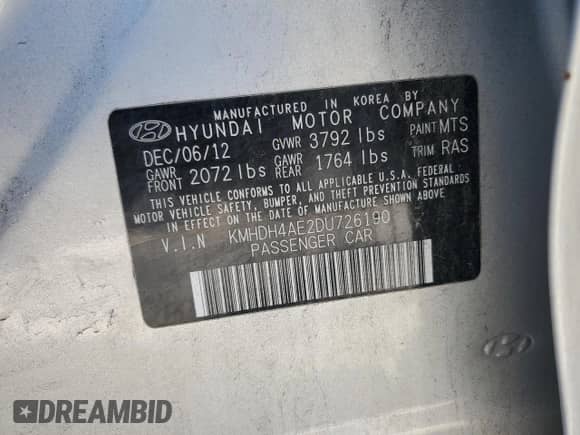 MANUFACTURED IN KOREA BY
HYUNDAI MOTOR COMPANY
DEC/06/12 GVWR 3792 lbs PAINT MTS
GAWR FRONT 2072 lbs GAWR REAR 1764 lbs TRIM RAS
THIS VEHICLE CONFORMS TO ALL APPLICABLE U.S.A. FEDERAL
MOTOR VEHICLE SAFETY, BUMPER, AND THEFT PREVENTION STANDARDS
IN EFFECT ON THE DATE OF MANUFACTURE SHOWN ABOVE.
V.I.N KMHDH4AE2DU726190
PASSENGER CAR
DREAMBID